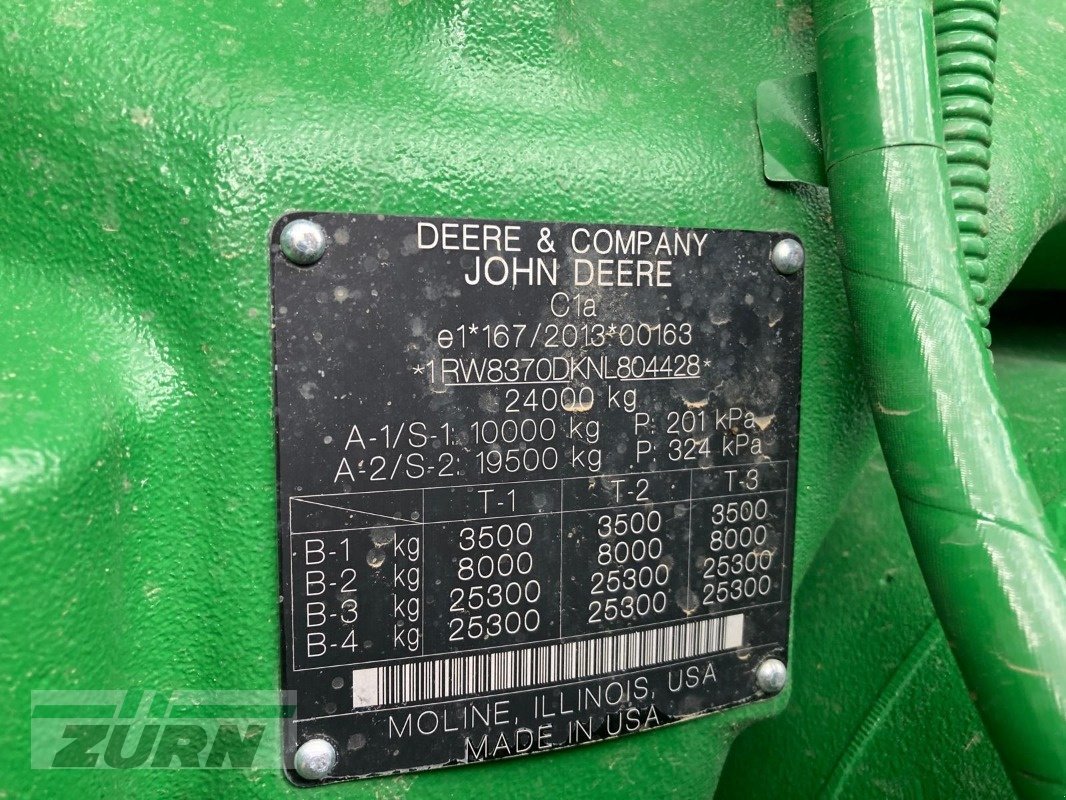 DEERE & COMPANY
JOHN DEERE
C1a
e1*167/2013*00163
*1RW8370DKNL804428*
24000 kg
A-1/S-1: 10000 kg P: 201 kPa
A-2/S-2: 19500 kg P: 324 kPa
T-1 T-2 T-3
B-1 kg 3500 3500 3500
B-2 kg 8000 8000 8000
B-3 kg 25300 25300 25300
B-4 kg 25300 25300 25300
MOLINE, ILLINOIS, USA
MADE IN USA
ZÜRN